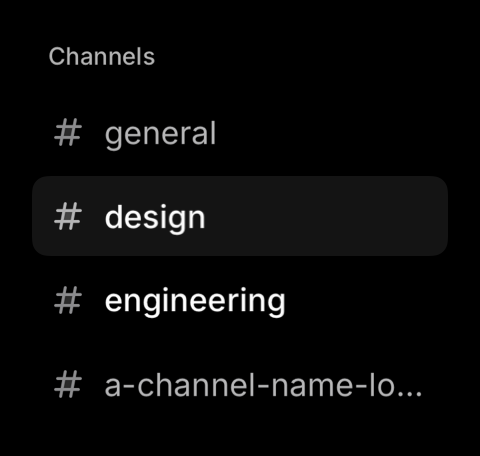 Channels
# general
# design
# engineering
# a-channel-name-lo...